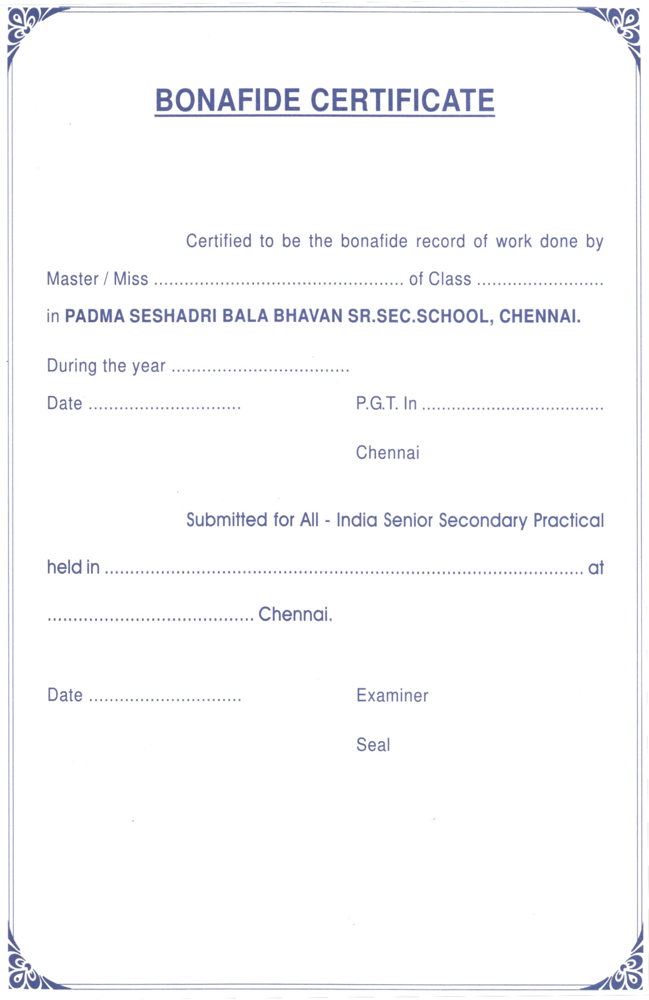 BONAFIDE CERTIFICATE
Certified to be the bonafide record of work done by
Master / Miss ................................................. of Class .........................
in PADMA SESHADRI BALA BHAVAN SR.SEC.SCHOOL, CHENNAI.
During the year ...................................
Date .............................. P.G.T. In ....................................
Chennai
Submitted for All - India Senior Secondary Practical
held in .............................................................................................. at
......................................... Chennai.
Date .............................. Examiner
Seal